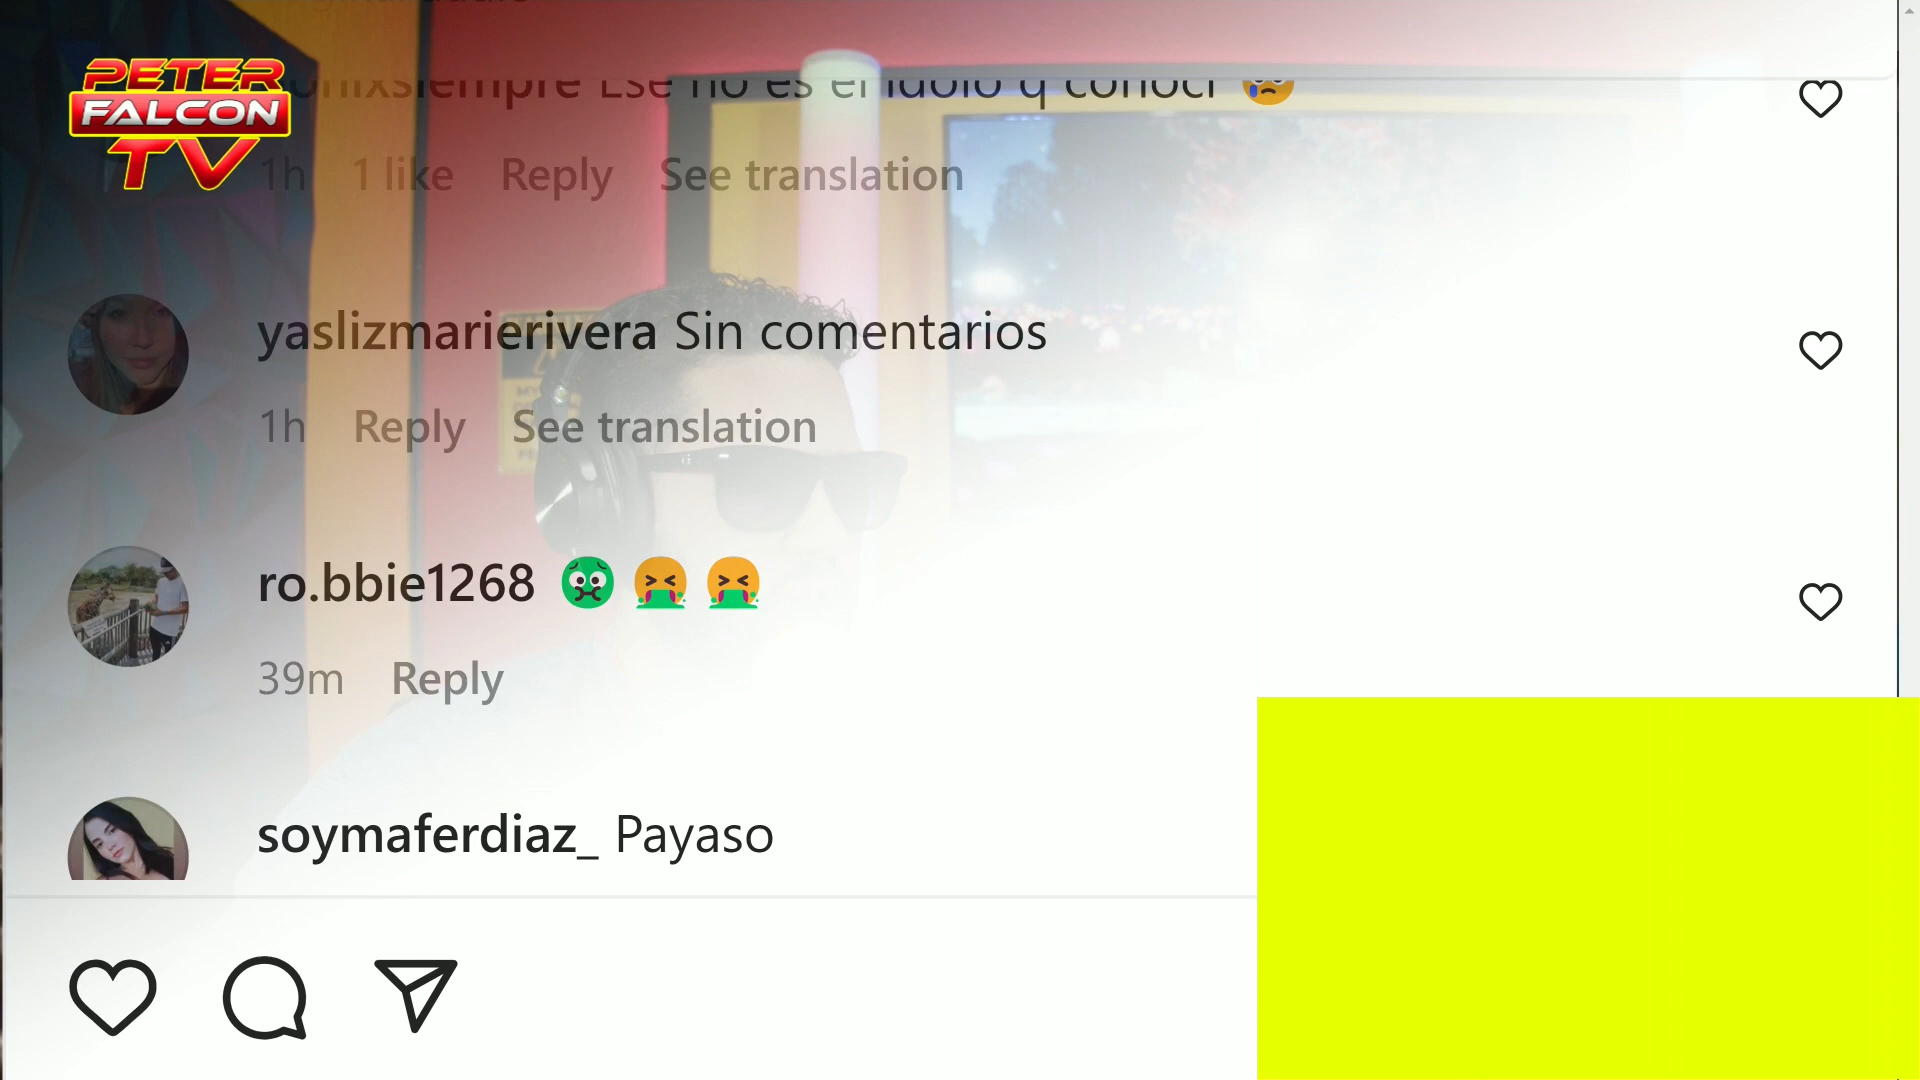 PETER
FALCON
TV
siempre Ese no es el idolo q conoci
1h 1 like Reply See translation
yaslizmarierivera Sin comentarios
1h Reply See translation
ro.bbie1268
39m Reply
soymaferdiaz_ Payaso